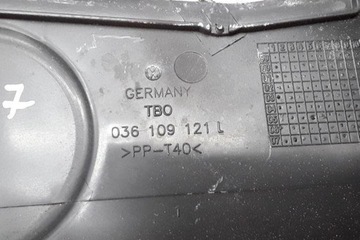 GERMANY
TBO
036 109 121 L
>PP-T40<
7